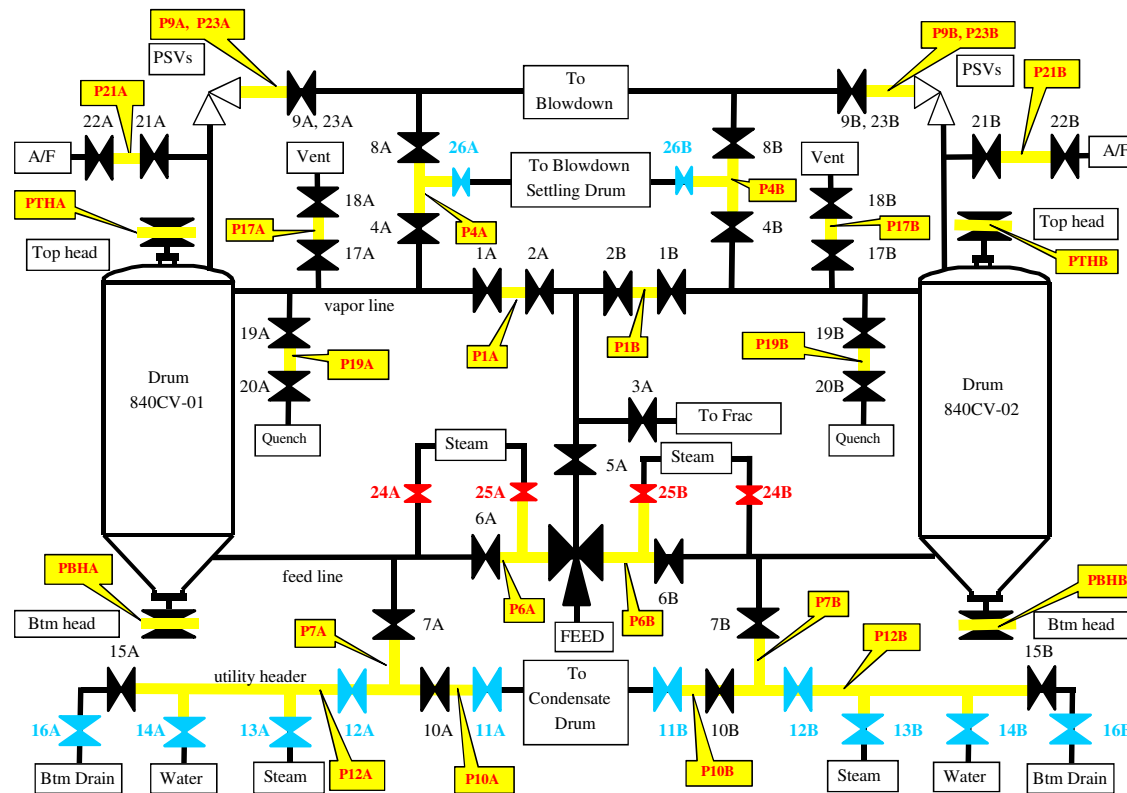 P9A, P23A
PSVs
To
Blowdown
P9B, P23B
PSVs
P21A
22A 21A
A/F
9A, 23A
9B, 23B
P21B
21B 22B
A/F
Vent
8A
26A
To Blowdown
Settling Drum
26B
8B
Vent
PTHA
18A
P17A
4A
P4A
P4B
4B
18B
P17B
Top head
Top head
17A
17B
PTHB
1A 2A 2B 1B
vapor line
19A
P1A
P1B
19B
P19A
P19B
Drum
840CV-01
20A
3A
20B
Drum
840CV-02
To Frac
Quench
Quench
Steam
5A
Steam
24A
25A
25B
24B
6A
PBHA
feed line
PBHB
6B
P6A
P6B
Btm head
P7A
7A
FEED
7B
P7B
P12B
Btm head
15A
15B
utility header
To
Condensate
Drum
16A
14A
13A
12A
10A
11A
11B
10B
12B
13B
14B
16B
P12A
P10A
P10B
Btm Drain
Water
Steam
Steam
Water
Btm Drain